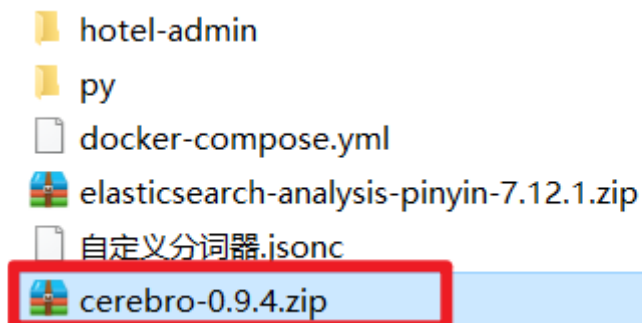 hotel-admin
py
docker-compose.yml
elasticsearch-analysis-pinyin-7.12.1.zip
自定义分词器.jsonc
cerebro-0.9.4.zip